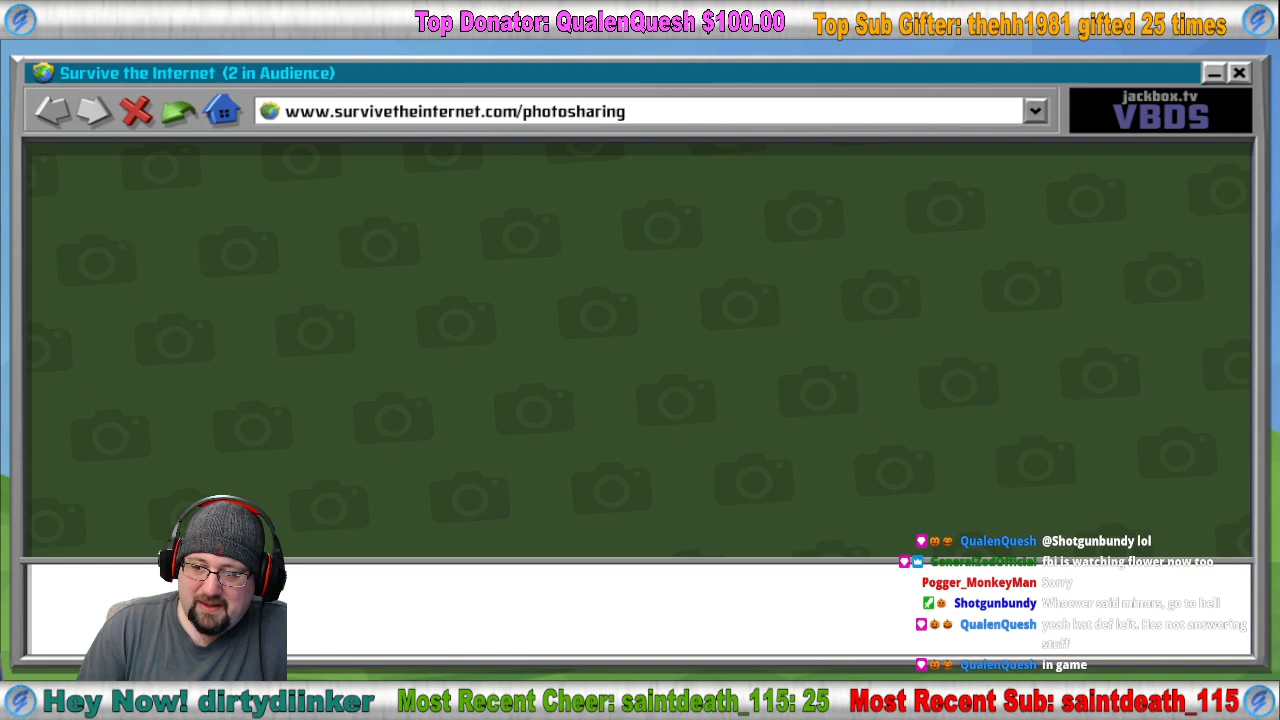 Top Donator: QualenQuesh $100.00
Top Sub Gifter: thehh1981 gifted 25 times
Survive the Internet (2 in Audience)
www.survivetheinternet.com/photosharing
jackbox.tv
VBDS
QualenQuesh @Shotgunbundy lol
GeneralZodOfficial fbi is watching flower now too
Pogger_MonkeyMan Sorry
Shotgunbundy Whoever said minors, go to hell
QualenQuesh yeah kat def left. Hes not answering
stuff
QualenQuesh in game
Hey Now! dirtydiinker
Most Recent Cheer: saintdeath_115: 25
Most Recent Sub: saintdeath_115